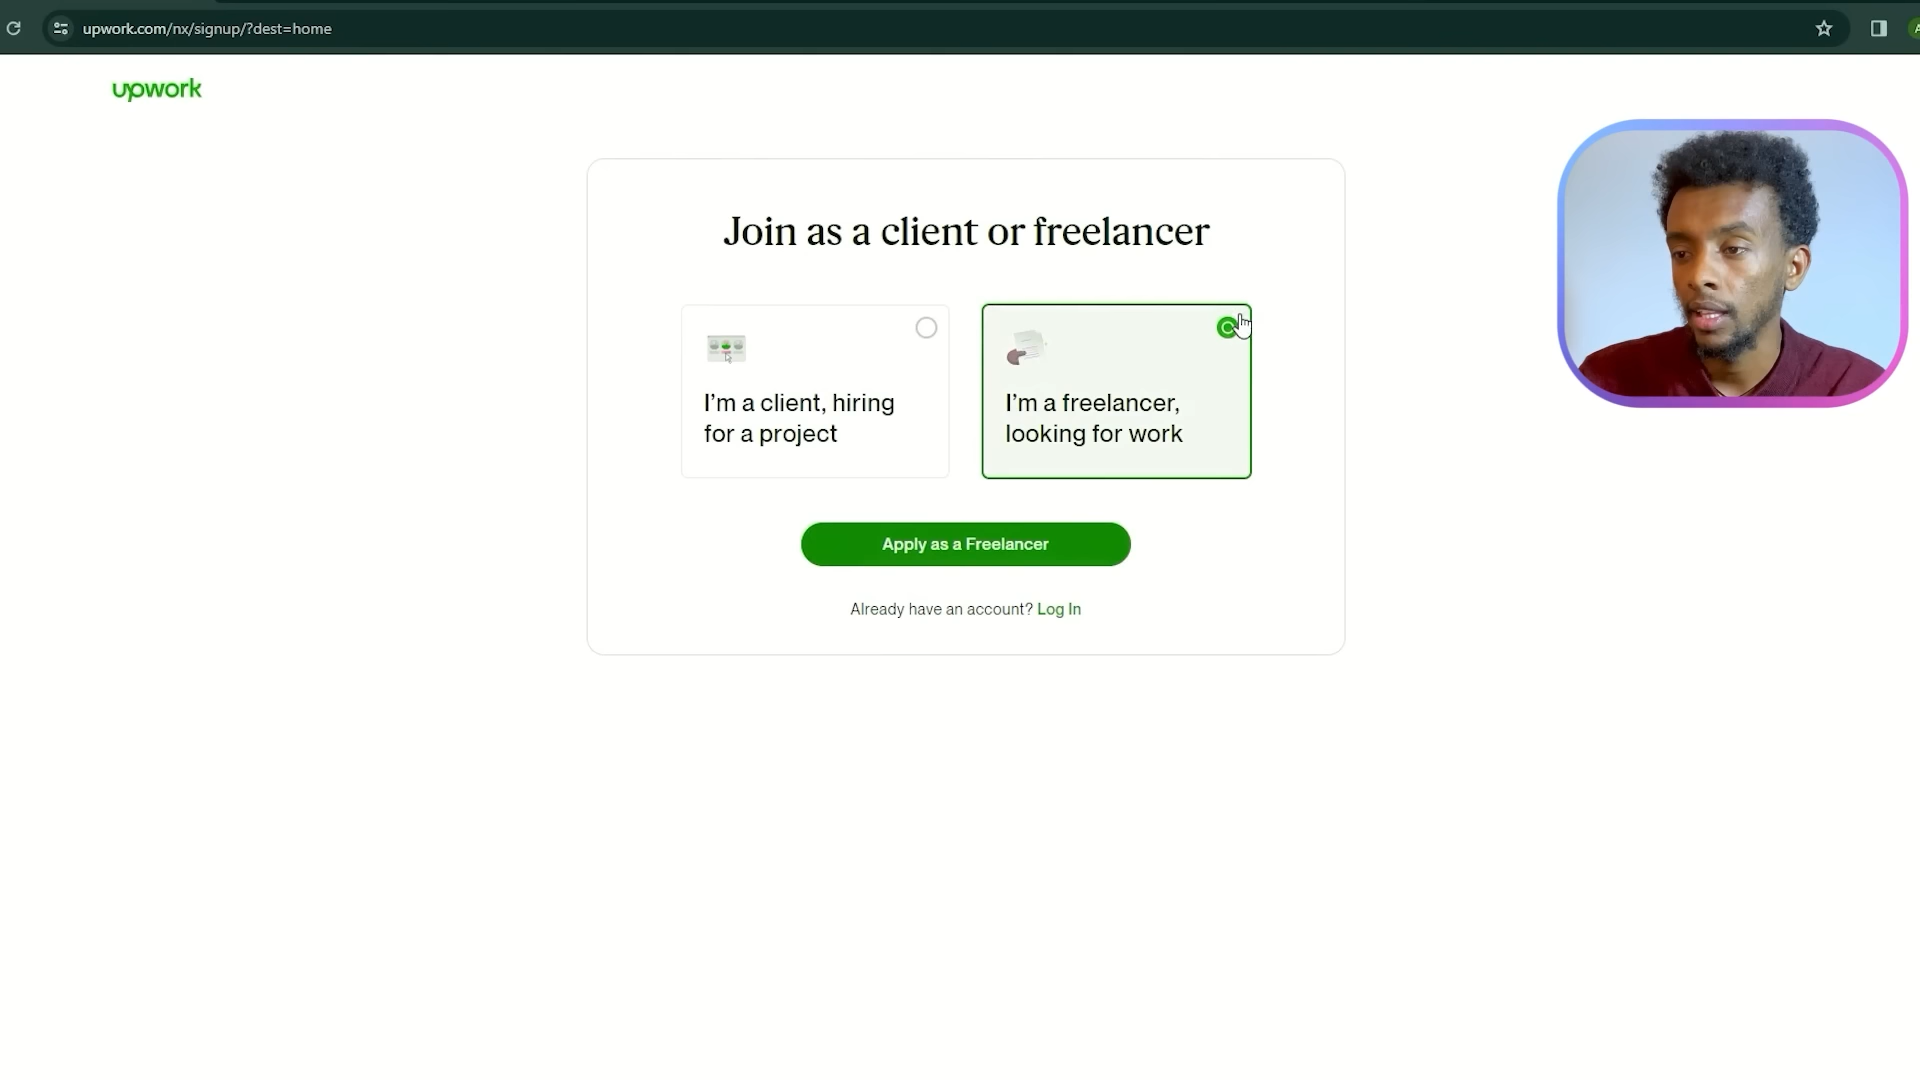 upwork.com/nx/signup/?dest=home
upwork
Join as a client or freelancer
I'm a client, hiring
for a project
I'm a freelancer,
looking for work
Apply as a Freelancer
Already have an account? Log In